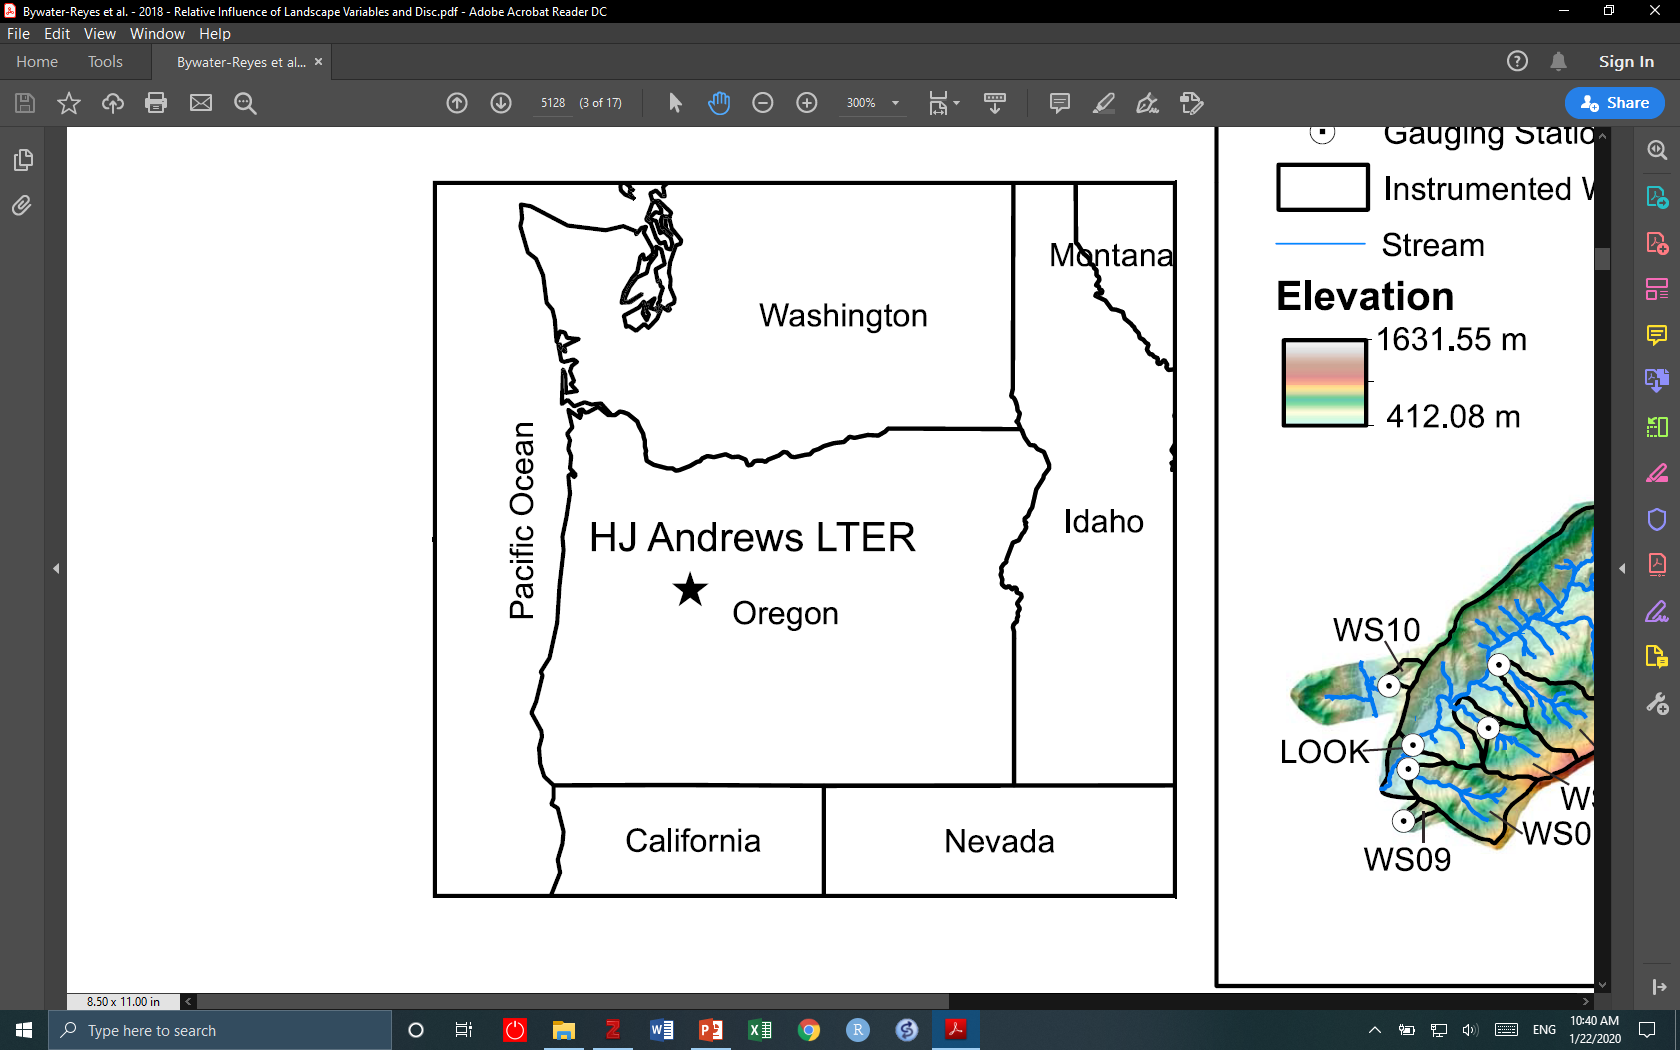 Bywater-Reyes et al. - 2018 - Relative Influence of Landscape Variables and Disc.pdf - Adobe Acrobat Reader DC
File Edit View Window Help
Home Tools Bywater-Reyes et al... × Sign In
5128 (3 of 17) 300% Share
Gauging Statio
Instrumented
Stream
Elevation
1631.55 m
412.08 m
Montana
Washington
Pacific Ocean
HJ Andrews LTER
Idaho
Oregon
California
Nevada
WS10
LOOK
WS
WS0
WS09
8.50 x 11.00 in
Type here to search
ENG
10:40 AM
1/22/2020